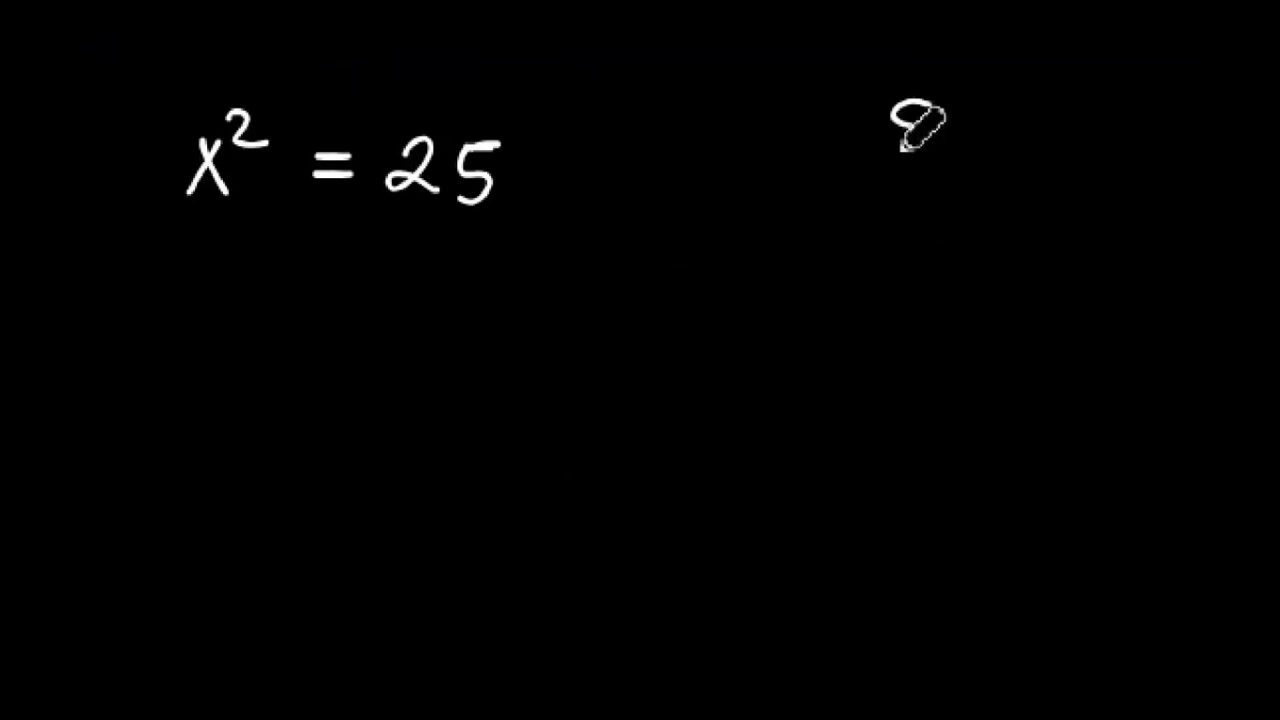 x² = 25